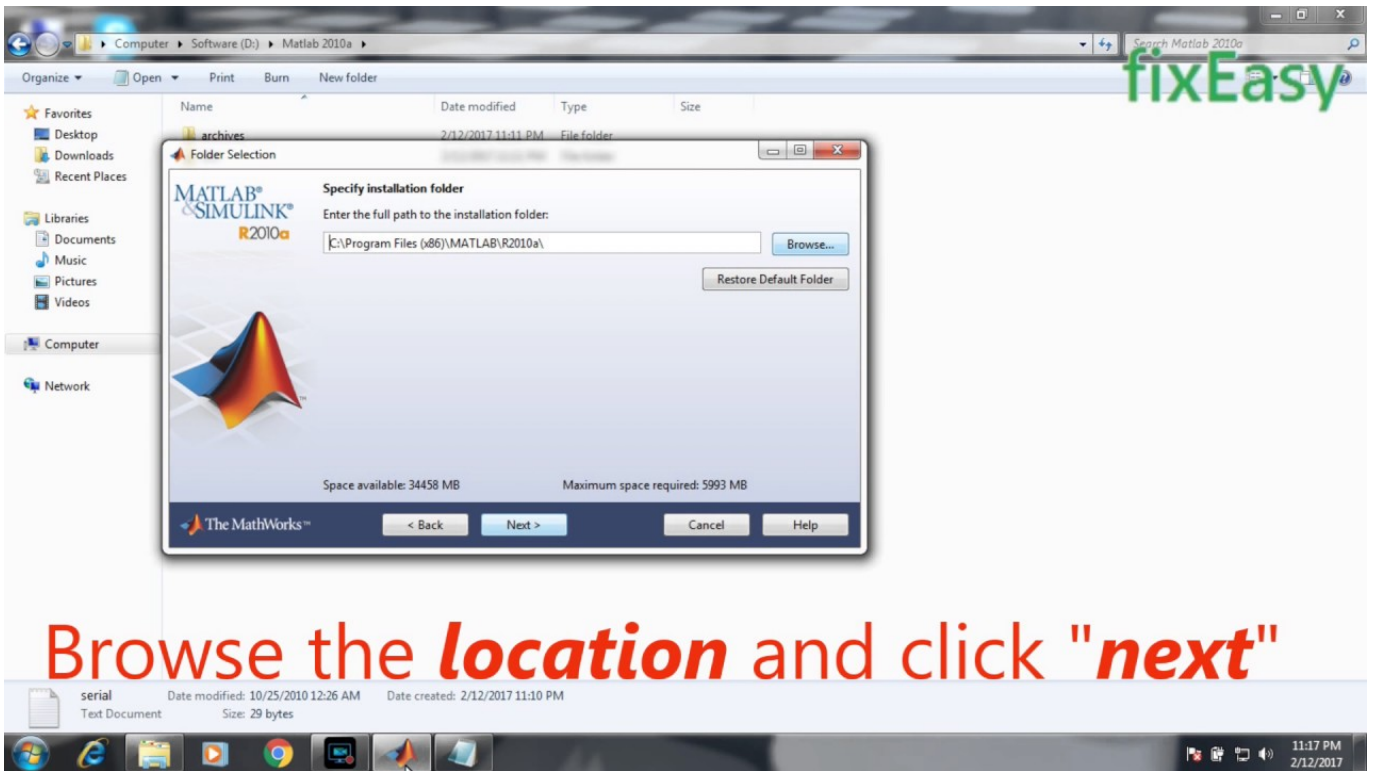 Computer ▸ Software (D:) ▸ Matlab 2010a ▸
Search Matlab 2010a
fixEasy
Organize Open Print Burn New folder
Name Date modified Type Size
archives 2/12/2017 11:11 PM File folder
Favorites
Desktop
Downloads
Recent Places
Libraries
Documents
Music
Pictures
Videos
Computer
Network
Folder Selection
MATLAB®
&SIMULINK®
R2010a
Specify installation folder
Enter the full path to the installation folder:
C:\Program Files (x86)\MATLAB\R2010a\
Browse...
Restore Default Folder
TM
Space available: 34458 MB Maximum space required: 5993 MB
The MathWorks™
< Back Next > Cancel Help
Browse the location and click "next"
serial Date modified: 10/25/2010 12:26 AM Date created: 2/12/2017 11:10 PM
Text Document Size: 29 bytes
11:17 PM
2/12/2017